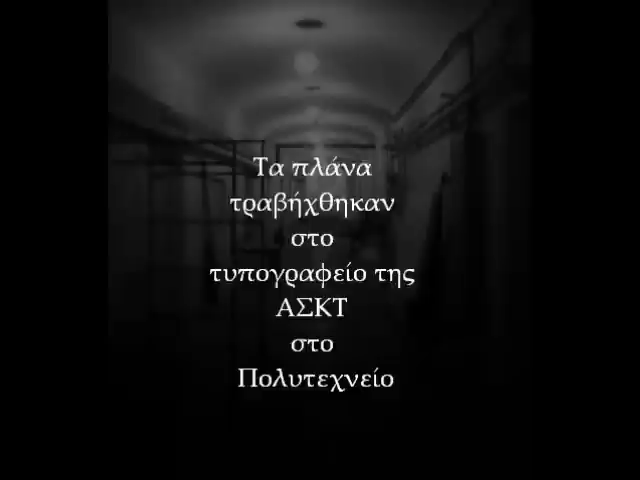 Τα πλάνα
τραβήχθηκαν
στο
τυπογραφείο της
ΑΣΚΤ
στο
Πολυτεχνείο